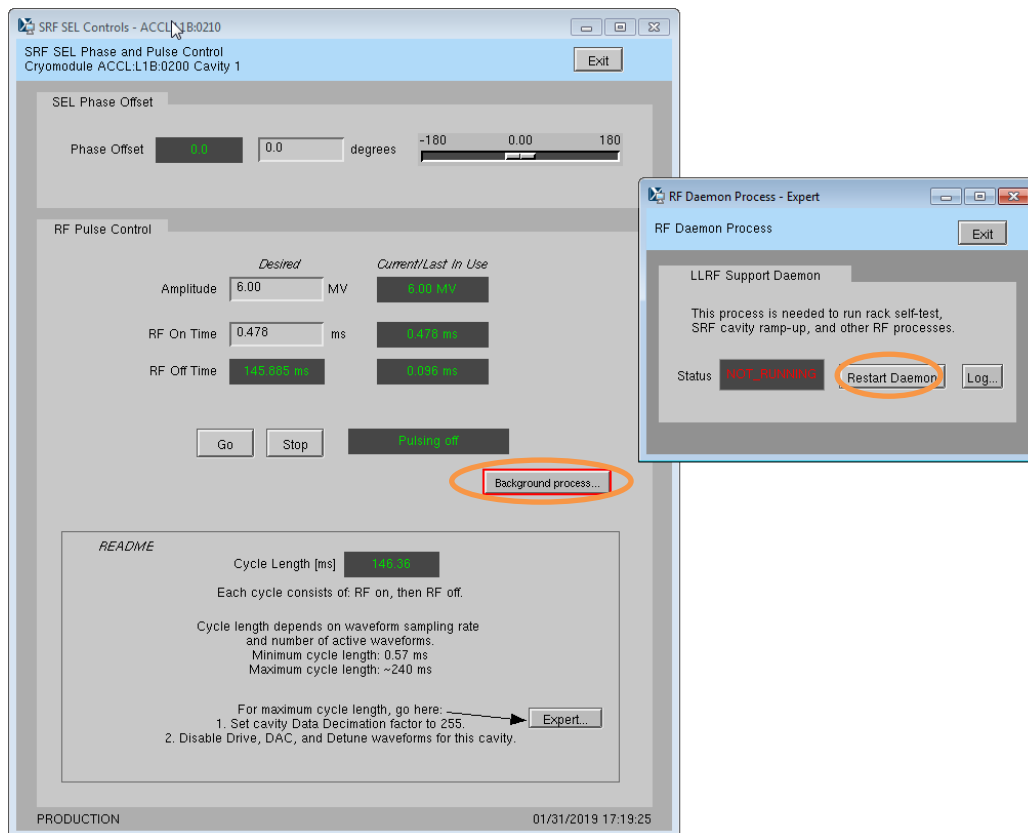 SRF SEL Controls - ACCL:L1B:0210
SRF SEL Phase and Pulse Control
Cryomodule ACCL:L1B:0200 Cavity 1
Exit
SEL Phase Offset
Phase Offset 0.0 0.0 degrees -180 0.00 180
RF Pulse Control
Desired Current/Last In Use
Amplitude 6.00 MV 6.00 MV
RF On Time 0.478 ms 0.478 ms
RF Off Time 145.885 ms 0.096 ms
Go Stop Pulsing off
Background process...
README
Cycle Length [ms] 146.36
Each cycle consists of: RF on, then RF off.
Cycle length depends on waveform sampling rate
and number of active waveforms.
Minimum cycle length: 0.57 ms
Maximum cycle length: ~240 ms
For maximum cycle length, go here:
1. Set cavity Data Decimation factor to 255.
Expert...
2. Disable Drive, DAC, and Detune waveforms for this cavity.
PRODUCTION 01/31/2019 17:19:25
RF Daemon Process - Expert
RF Daemon Process
Exit
LLRF Support Daemon
This process is needed to run rack self-test,
SRF cavity ramp-up, and other RF processes.
Status NOT_RUNNING Restart Daemon Log...